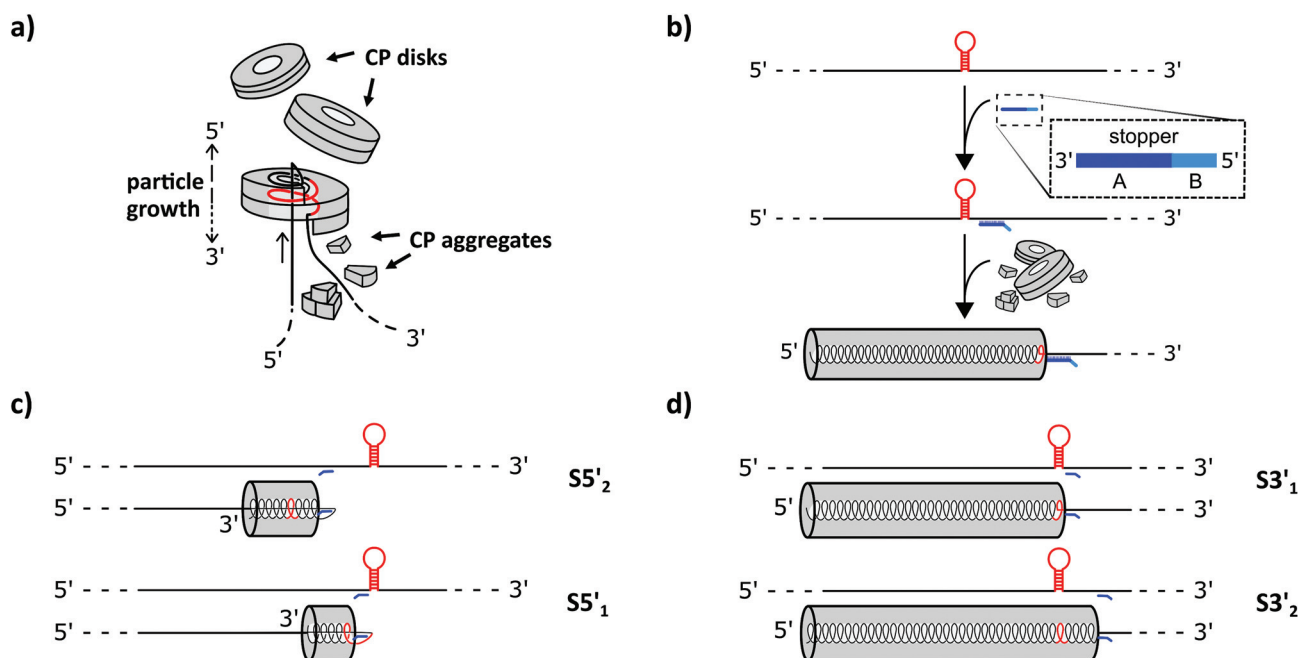 a)
CP disks
5'
particle
growth
3'
CP aggregates
5'
3'
b)
5'
3'
stopper
3'
5'
A
B
5'
3'
5'
3'
c)
5'
3'
S5'₂
5'
3'
5'
3'
S5'₁
3'
5'
d)
5'
3'
S3'₁
5'
3'
5'
3'
S3'₂
5'
3'